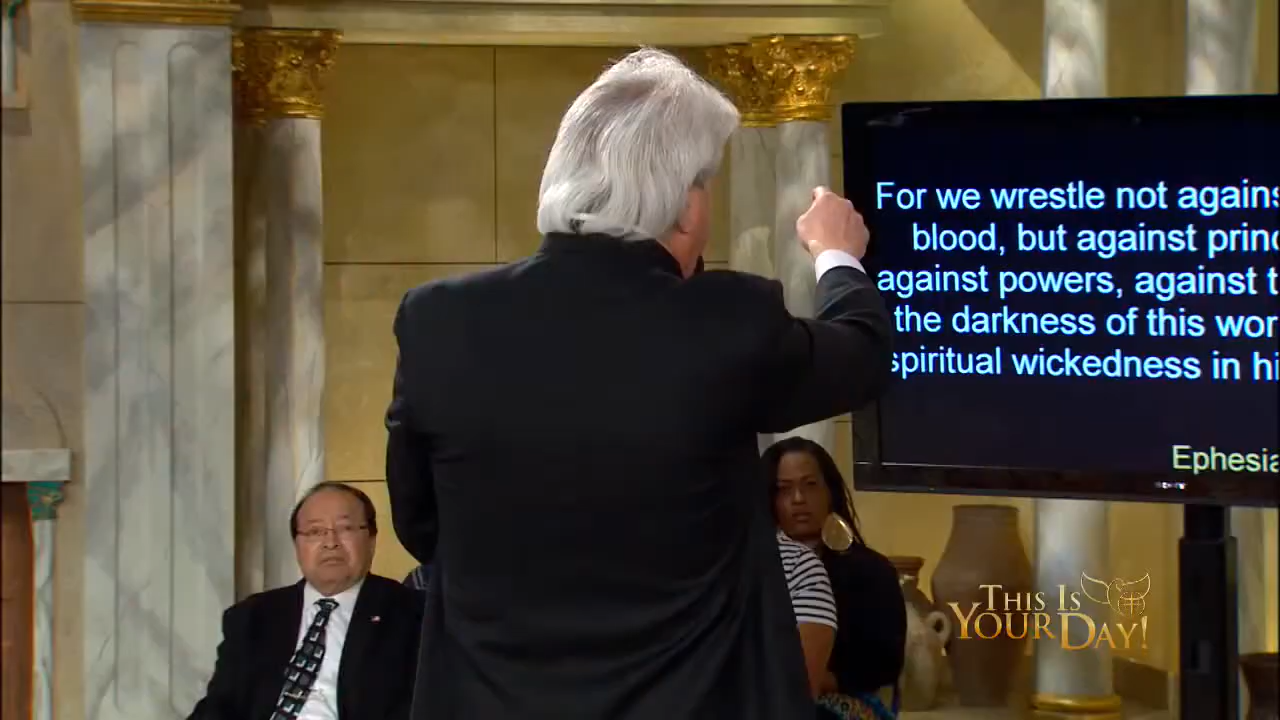 For we wrestle not agains
blood, but against princ
against powers, against t
the darkness of this wor
spiritual wickedness in hi
Ephesia
This Is
Your Day!